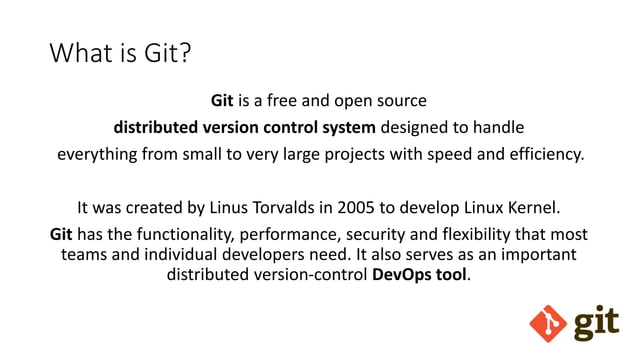 What is Git?
Git is a free and open source
distributed version control system designed to handle
everything from small to very large projects with speed and efficiency.
It was created by Linus Torvalds in 2005 to develop Linux Kernel.
Git has the functionality, performance, security and flexibility that most
teams and individual developers need. It also serves as an important
distributed version-control DevOps tool.
git